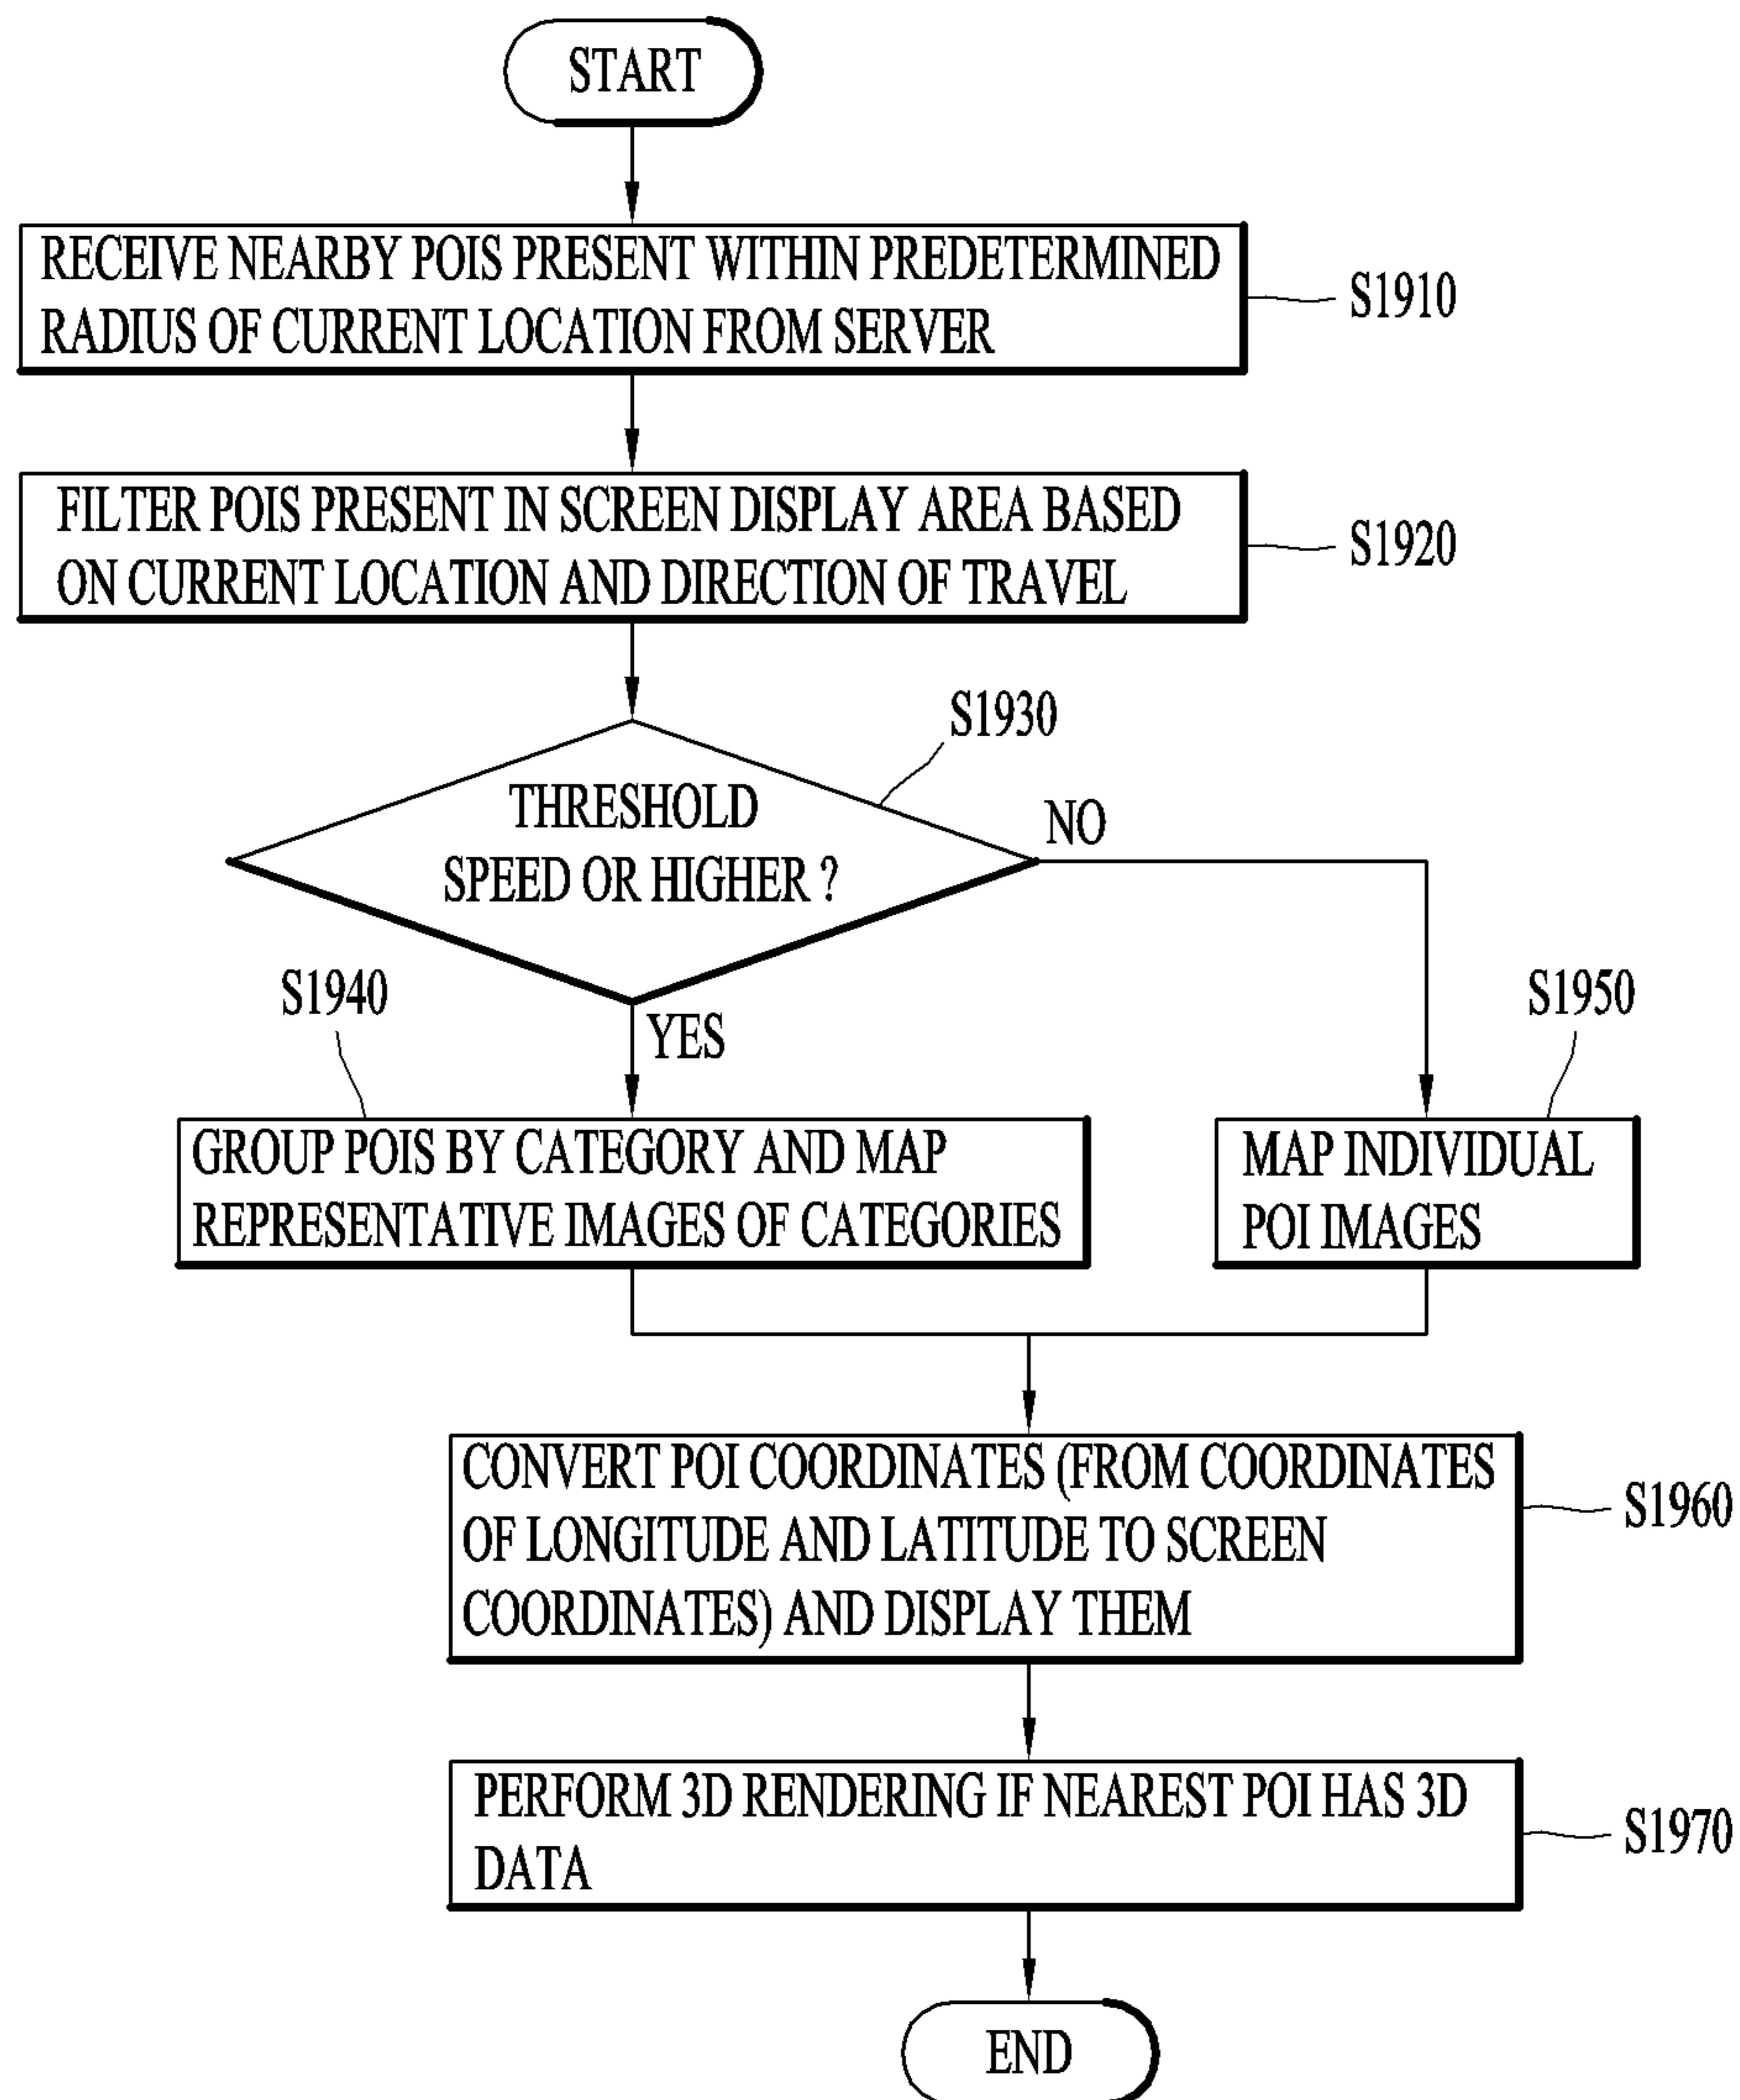 START
RECEIVE NEARBY POIS PRESENT WITHIN PREDETERMINED
RADIUS OF CURRENT LOCATION FROM SERVER
S1910
FILTER POIS PRESENT IN SCREEN DISPLAY AREA BASED
ON CURRENT LOCATION AND DIRECTION OF TRAVEL
S1920
S1930
THRESHOLD
SPEED OR HIGHER ?
NO
YES
S1940
S1950
GROUP POIS BY CATEGORY AND MAP
REPRESENTATIVE IMAGES OF CATEGORIES
MAP INDIVIDUAL
POI IMAGES
CONVERT POI COORDINATES (FROM COORDINATES
OF LONGITUDE AND LATITUDE TO SCREEN
COORDINATES) AND DISPLAY THEM
S1960
PERFORM 3D RENDERING IF NEAREST POI HAS 3D
DATA
S1970
END